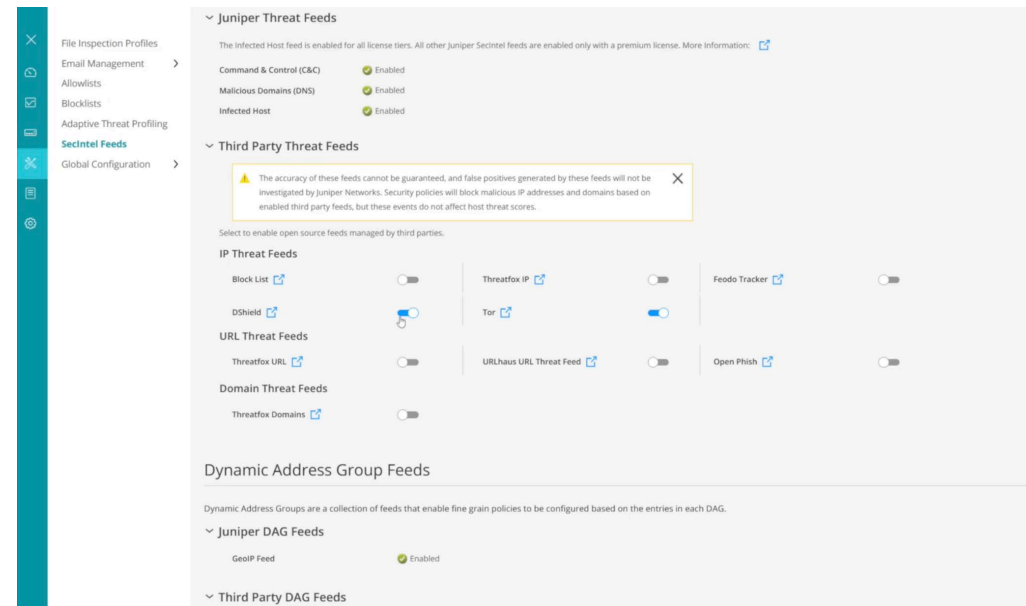 Juniper Threat Feeds
File Inspection Profiles
Email Management
Allowlists
Blocklists
Adaptive Threat Profiling
SecIntel Feeds
Global Configuration
The Infected Host feed is enabled for all license tiers. All other Juniper SecIntel feeds are enabled only with a premium license. More Information:
Command & Control (C&C) Enabled
Malicious Domains (DNS) Enabled
Infected Host Enabled
Third Party Threat Feeds
The accuracy of these feeds cannot be guaranteed, and false positives generated by these feeds will not be
investigated by Juniper Networks. Security policies will block malicious IP addresses and domains based on
enabled third party feeds, but these events do not affect host threat scores.
Select to enable open source feeds managed by third parties.
IP Threat Feeds
Block List Threatfox IP Feodo Tracker
DShield Tor
URL Threat Feeds
Threatfox URL URLhaus URL Threat Feed Open Phish
Domain Threat Feeds
Threatfox Domains
Dynamic Address Group Feeds
Dynamic Address Groups are a collection of feeds that enable fine grain policies to be configured based on the entries in each DAG.
Juniper DAG Feeds
GeoIP Feed Enabled
Third Party DAG Feeds